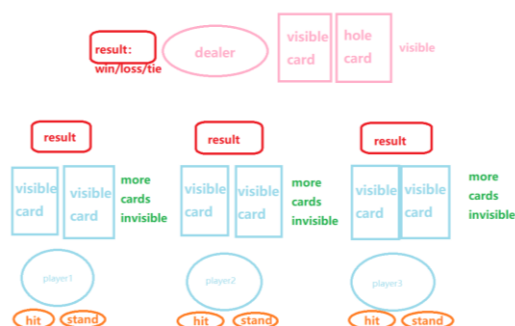 result:
win/loss/tie
dealer
visible
card
hole
card
visible
result
result
result
visible
card
visible
card
more
cards
invisible
visible
card
visible
card
more
cards
invisible
visible
card
visible
card
more
cards
invisible
player1
player2
player3
hit
stand
hit
stand
hit
stand